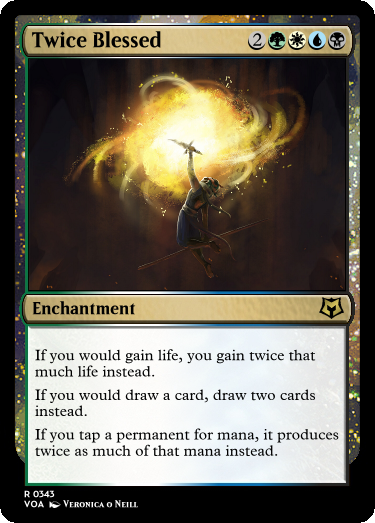 Twice Blessed 2
Enchantment
If you would gain life, you gain twice that
much life instead.
If you would draw a card, draw two cards
instead.
If you tap a permanent for mana, it produces
twice as much of that mana instead.
R 0343
VOA Veronica o Neill